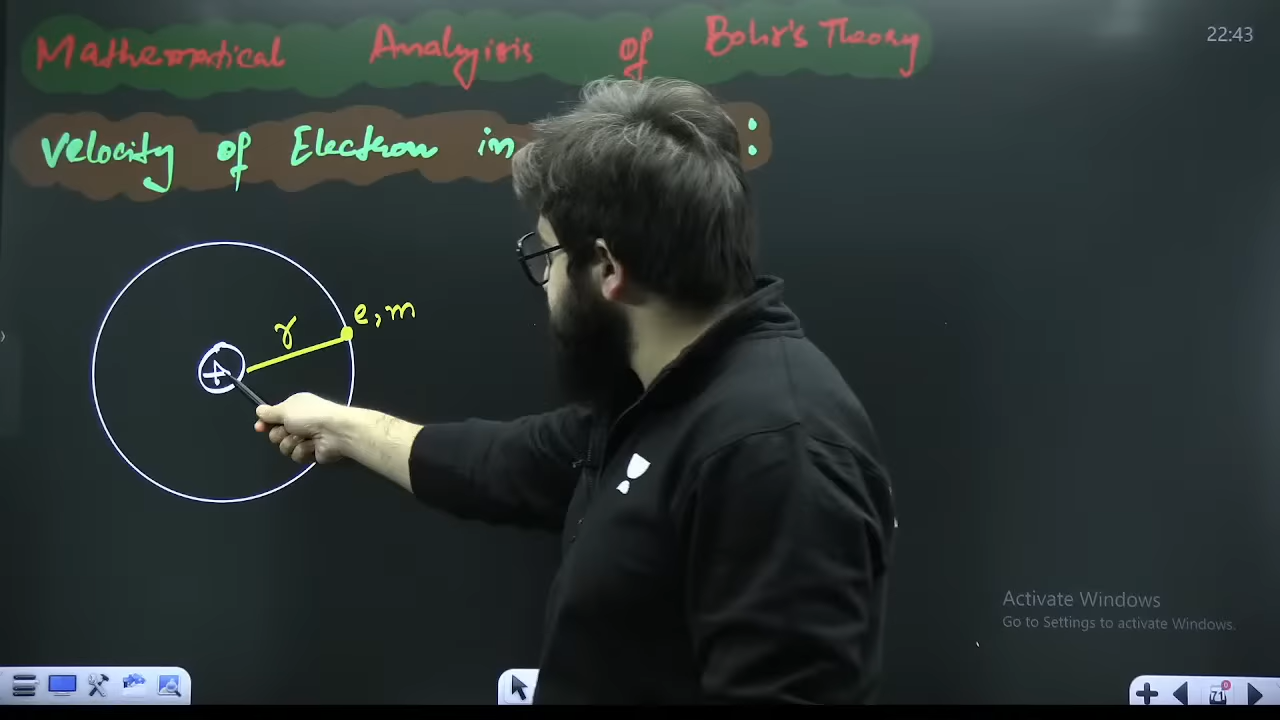 Mathematical Analysis of Bohr's Theory
22:43
Velocity of Electron in :
e, m
r
+
Activate Windows
Go to Settings to activate Windows.
71